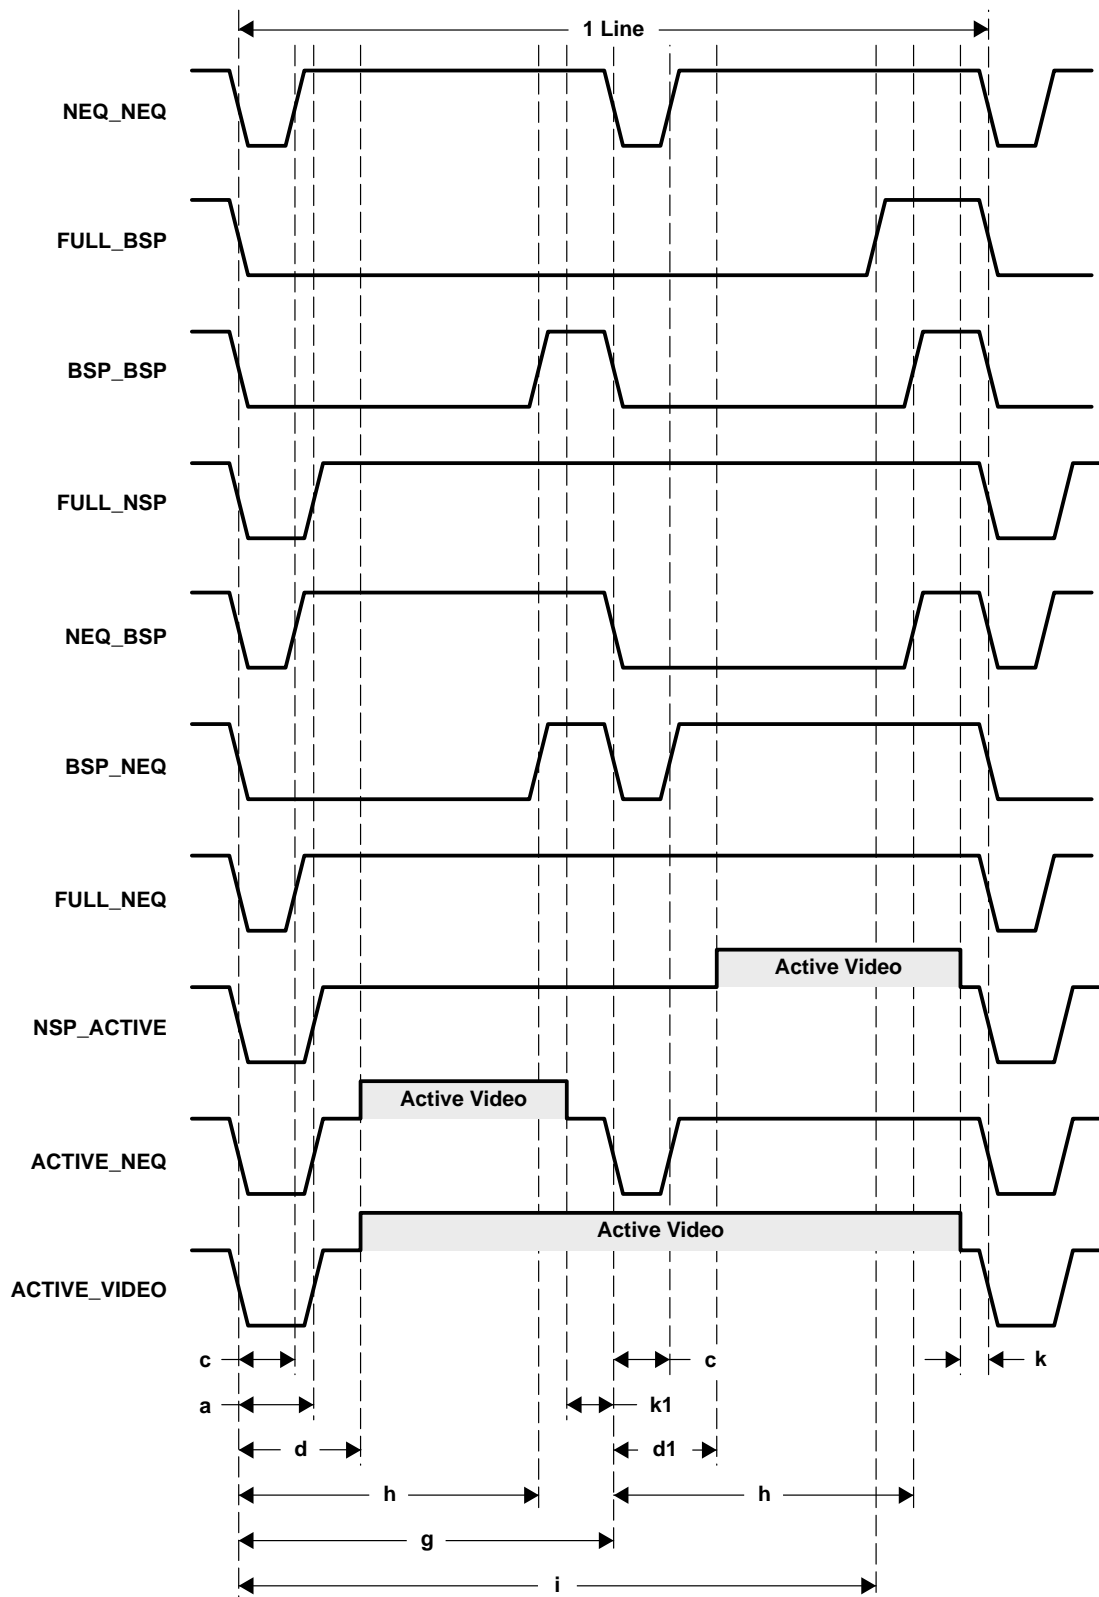 1 Line
NEQ_NEQ
FULL_BSP
BSP_BSP
FULL_NSP
NEQ_BSP
BSP_NEQ
FULL_NEQ
Active Video
NSP_ACTIVE
Active Video
ACTIVE_NEQ
Active Video
ACTIVE_VIDEO
c c k
a k1
d d1
h h
g
i